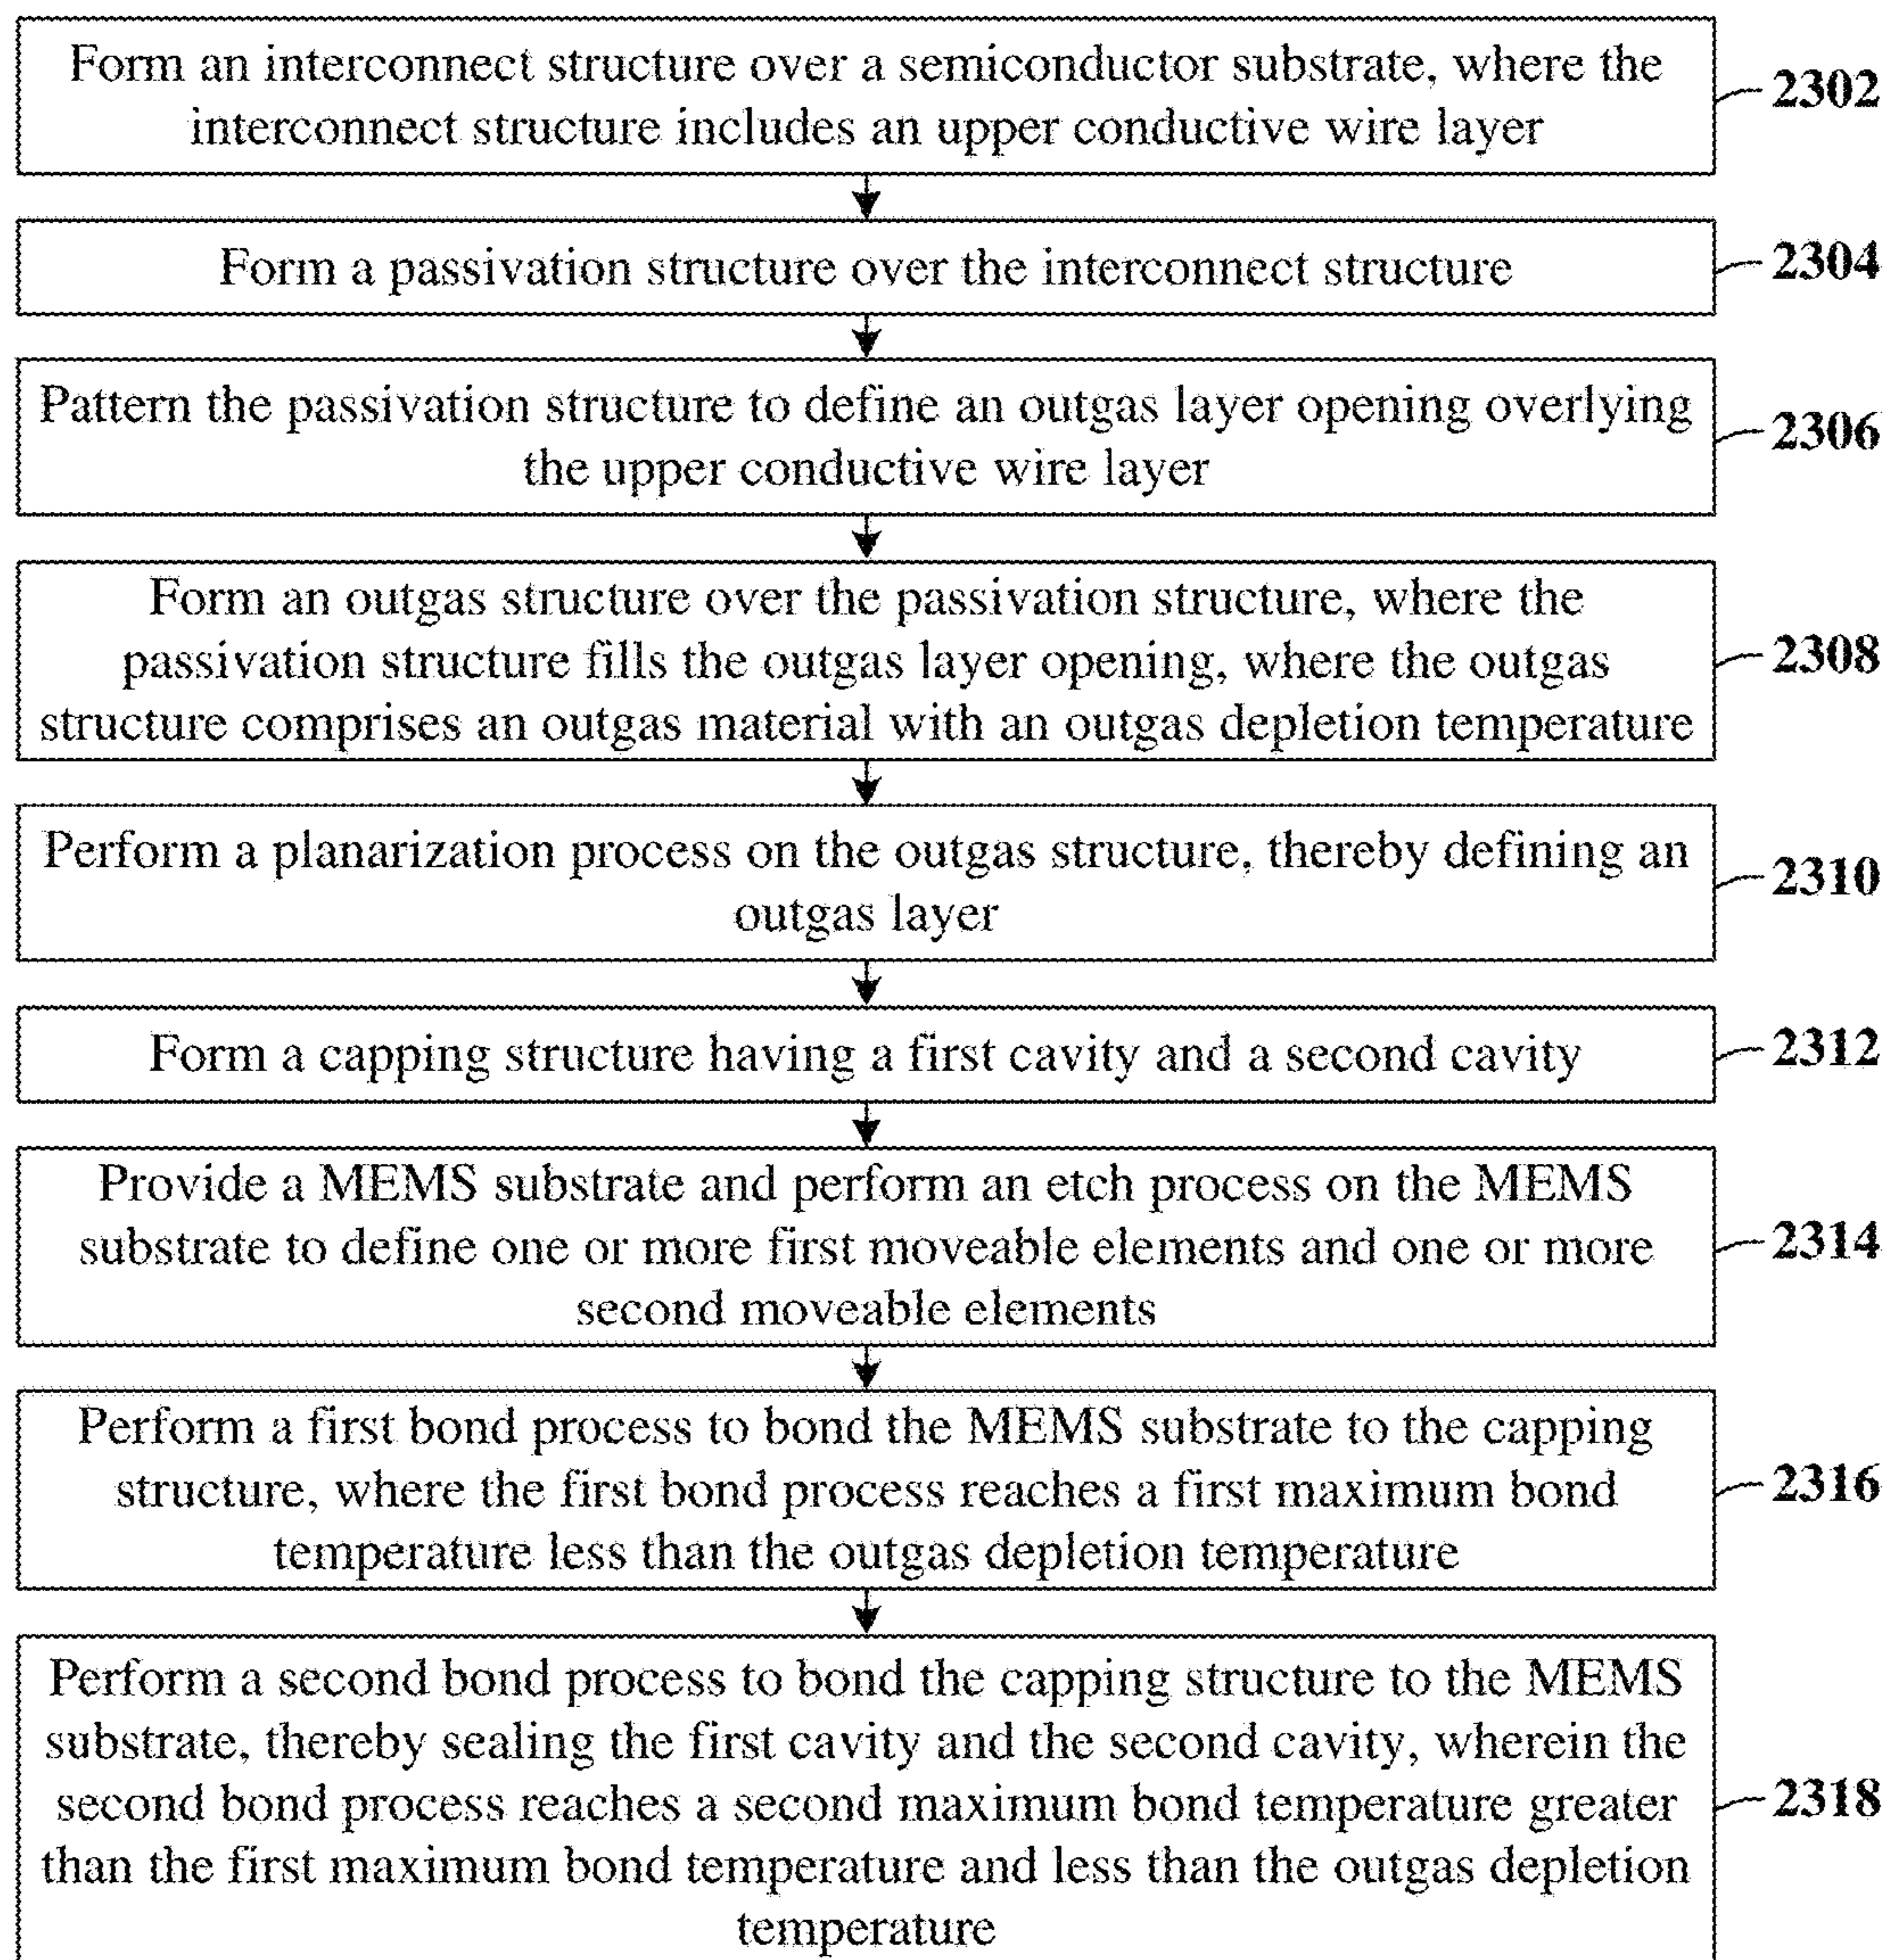 Form an interconnect structure over a semiconductor substrate, where the
interconnect structure includes an upper conductive wire layer
2302
Form a passivation structure over the interconnect structure
2304
Pattern the passivation structure to define an outgas layer opening overlying
the upper conductive wire layer
2306
Form an outgas structure over the passivation structure, where the
passivation structure fills the outgas layer opening, where the outgas
structure comprises an outgas material with an outgas depletion temperature
2308
Perform a planarization process on the outgas structure, thereby defining an
outgas layer
2310
Form a capping structure having a first cavity and a second cavity
2312
Provide a MEMS substrate and perform an etch process on the MEMS
substrate to define one or more first moveable elements and one or more
second moveable elements
2314
Perform a first bond process to bond the MEMS substrate to the capping
structure, where the first bond process reaches a first maximum bond
temperature less than the outgas depletion temperature
2316
Perform a second bond process to bond the capping structure to the MEMS
substrate, thereby sealing the first cavity and the second cavity, wherein the
second bond process reaches a second maximum bond temperature greater
than the first maximum bond temperature and less than the outgas depletion
temperature
2318